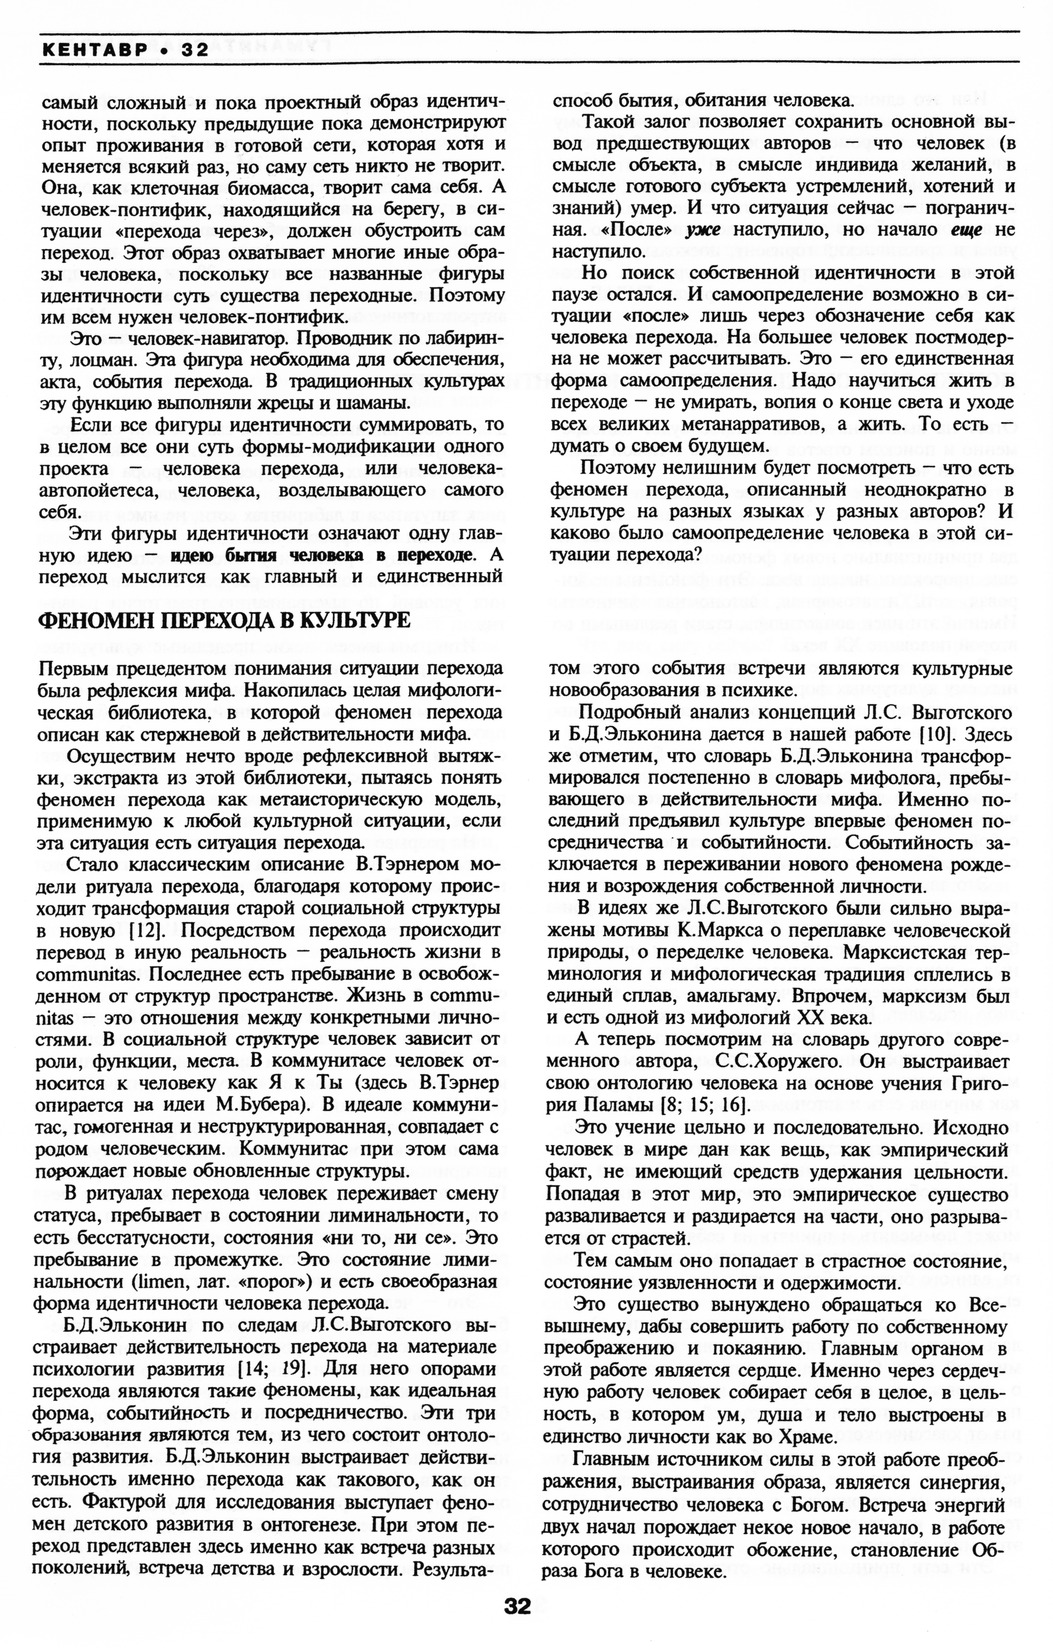 КЕНТАВР • 32
самый сложный и пока проектный образ идентич-
ности, поскольку предыдущие пока демонстрируют
опыт проживания в готовой сети, которая хотя и
меняется всякий раз, но саму сеть никто не творит.
Она, как клеточная биомасса, творит сама себя. А
человек-понтифик, находящийся на берегу, в си-
туации «перехода через», должен обустроить сам
переход. Этот образ охватывает многие иные обра-
зы человека, поскольку все названные фигуры
идентичности суть существа переходные. Поэтому
им всем нужен человек-понтифик.
Это — человек-навигатор. Проводник по лабирин-
ту, лоцман. Эта фигура необходима для обеспечения,
акта, события перехода. В традиционных культурах
эту функцию выполняли жрецы и шаманы.
Если все фигуры идентичности суммировать, то
в целом все они суть формы-модификации одного
проекта — человека перехода, или человека-
автопойетеса, человека, возделывающего самого
себя.
Эти фигуры идентичности означают одну глав-
ную идею — идею бытия человека в переходе. А
переход мыслится как главный и единственный
способ бытия, обитания человека.
Такой залог позволяет сохранить основной вы-
вод предшествующих авторов — что человек (в
смысле объекта, в смысле индивида желаний, в
смысле готового субъекта устремлений, хотений и
знаний) умер. И что ситуация сейчас — погранич-
ная. «После» уже наступило, но начало еще не
наступило.
Но поиск собственной идентичности в этой
паузе остался. И самоопределение возможно в си-
туации «после» лишь через обозначение себя как
человека перехода. На большее человек постмодер-
на не может рассчитывать. Это — его единственная
форма самоопределения. Надо научиться жить в
переходе — не умирать, вопия о конце света и уходе
всех великих метанарративов, а жить. То есть —
думать о своем будущем.
Поэтому нелишним будет посмотреть — что есть
феномен перехода, описанный неоднократно в
культуре на разных языках у разных авторов? И
каково было самоопределение человека в этой си-
туации перехода?
ФЕНОМЕН ПЕРЕХОДА В КУЛЬТУРЕ
Первым прецедентом понимания ситуации перехода
была рефлексия мифа. Накопилась целая мифологи-
ческая библиотека, в которой феномен перехода
описан как стержневой в действительности мифа.
Осуществим нечто вроде рефлексивной вытяж-
ки, экстракта из этой библиотеки, пытаясь понять
феномен перехода как метаисторическую модель,
применимую к любой культурной ситуации, если
эта ситуация есть ситуация перехода.
Стало классическим описание В.Тэрнером мо-
дели ритуала перехода, благодаря которому проис-
ходит трансформация старой социальной структуры
в новую [12]. Посредством перехода происходит
перевод в иную реальность — реальность жизни в
communitas. Последнее есть пребывание в освобож-
денном от структур пространстве. Жизнь в commu-
nitas — это отношения между конкретными лично-
стями. В социальной структуре человек зависит от
роли, функции, места. В коммунитасе человек от-
носится к человеку как Я к Ты (здесь В.Тэрнер
опирается на идеи М.Бубера). В идеале коммуни-
тас, гомогенная и неструктурированная, совпадает с
родом человеческим. Коммунитас при этом сама
порождает новые обновленные структуры.
В ритуалах перехода человек переживает смену
статуса, пребывает в состоянии лиминальности, то
есть бесстатусности, состояния «ни то, ни се». Это
пребывание в промежутке. Это состояние лими-
нальности (limen, лат. «порог») и есть своеобразная
форма идентичности человека перехода.
Б.Д.Эльконин по следам Л.С.Выготского вы-
страивает действительность перехода на материале
психологии развития [14; 19]. Для него опорами
перехода являются такие феномены, как идеальная
форма, событийность и посредничество. Эти три
образования являются тем, из чего состоит онтоло-
гия развития. Б.Д.Эльконин выстраивает действи-
тельность именно перехода как такового, как он
есть. Фактурой для исследования выступает фено-
мен детского развития в онтогенезе. При этом пе-
реход представлен здесь именно как встреча разных
поколений, встреча детства и взрослости. Результа-
том этого события встречи являются культурные
новообразования в психике.
Подробный анализ концепций Л.С. Выготского
и Б.Д.Эльконина дается в нашей работе [10]. Здесь
же отметим, что словарь Б.Д.Эльконина трансфор-
мировался постепенно в словарь мифолога, пребы-
вающего в действительности мифа. Именно по-
следний предъявил культуре впервые феномен по-
средничества и событийности. Событийность за-
ключается в переживании нового феномена рожде-
ния и возрождения собственной личности.
В идеях же Л.С.Выготского были сильно выра-
жены мотивы К.Маркса о переплавке человеческой
природы, о переделке человека. Марксистская тер-
минология и мифологическая традиция сплелись в
единый сплав, амальгаму. Впрочем, марксизм был
и есть одной из мифологий XX века.
А теперь посмотрим на словарь другого совре-
менного автора, С.С.Хоружего. Он выстраивает
свою онтологию человека на основе учения Григо-
рия Паламы [8; 15; 16].
Это учение цельно и последовательно. Исходно
человек в мире дан как вещь, как эмпирический
факт, не имеющий средств удержания цельности.
Попадая в этот мир, это эмпирическое существо
разваливается и раздирается на части, оно разрыва-
ется от страстей.
Тем самым оно попадает в страстное состояние,
состояние уязвленности и одержимости.
Это существо вынуждено обращаться ко Все-
вышнему, дабы совершить работу по собственному
преображению и покаянию. Главным органом в
этой работе является сердце. Именно через сердеч-
ную работу человек собирает себя в целое, в цель-
ность, в котором ум, душа и тело выстроены в
единство личности как во Храме.
Главным источником силы в этой работе преоб-
ражения, выстраивания образа, является синергия,
сотрудничество человека с Богом. Встреча энергий
двух начал порождает некое новое начало, в работе
которого происходит обожение, становление Об-
раза Бога в человеке.
32